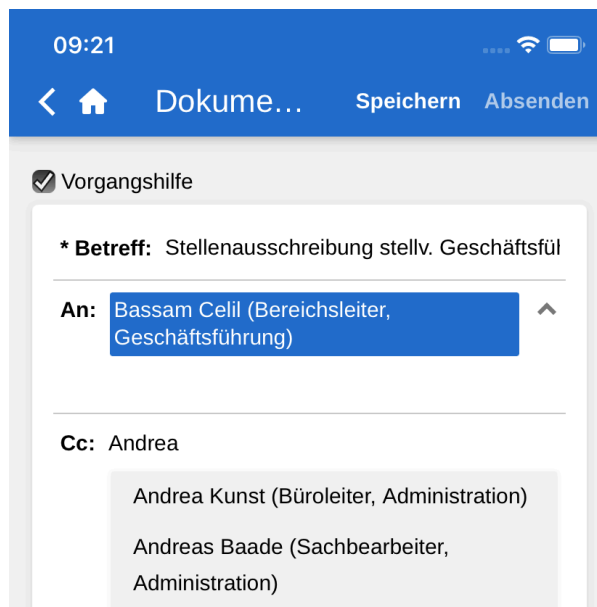 09:21
Dokume... Speichern Absenden
Vorgangshilfe
* Betreff: Stellenausschreibung stellv. Geschäftsfül
An: Bassam Celil (Bereichsleiter,
Geschäftsführung)
Cc: Andrea
Andrea Kunst (Büroleiter, Administration)
Andreas Baade (Sachbearbeiter,
Administration)